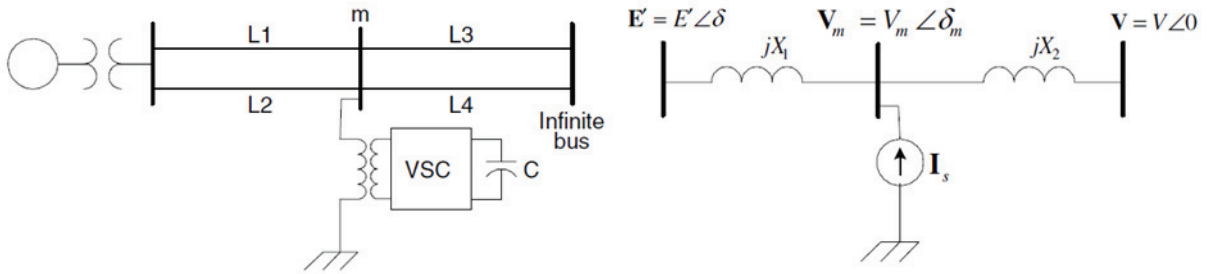 m
L1
L3
L2
L4
Infinite
bus
VSC
C
E′ = E′∠δ
V_m = V_m ∠δ_m
V = V∠0
jX_1
jX_2
I_s